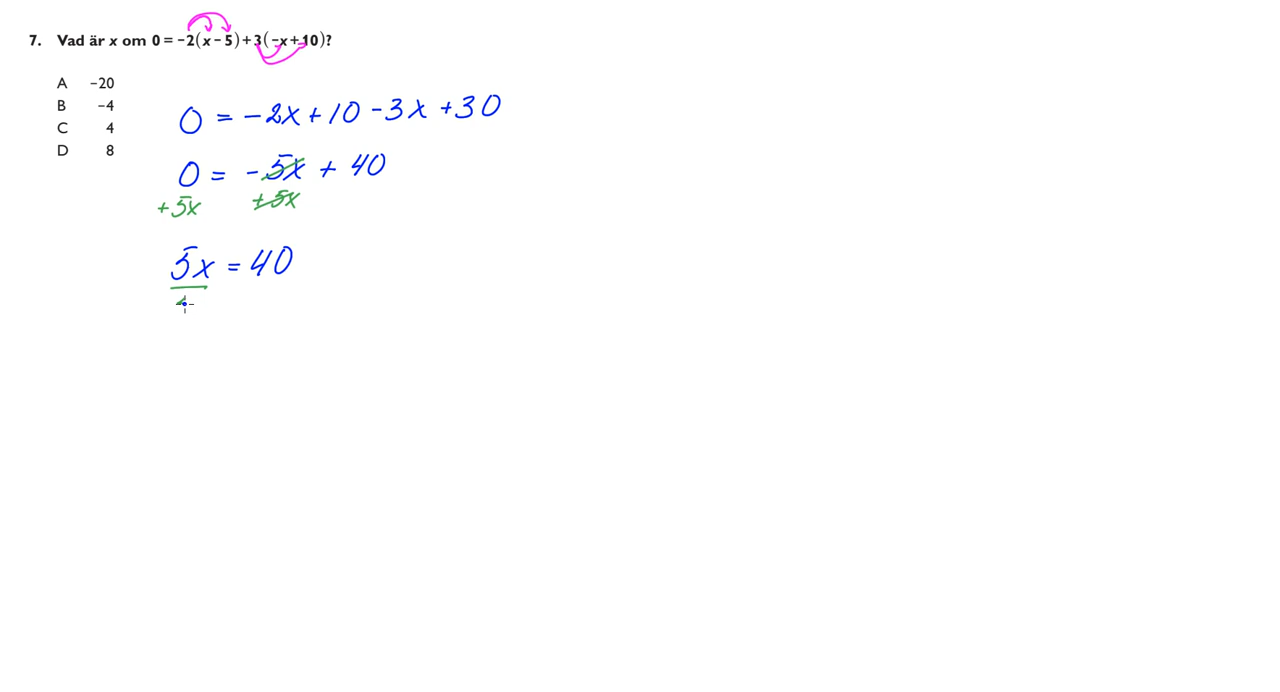 7. Vad är x om 0 = −2(x − 5) + 3(−x + 10)?
A −20
B −4
C 4
D 8
0 = −2x + 10 − 3x + 30
0 = −5x + 40
+5x +5x
5x = 40